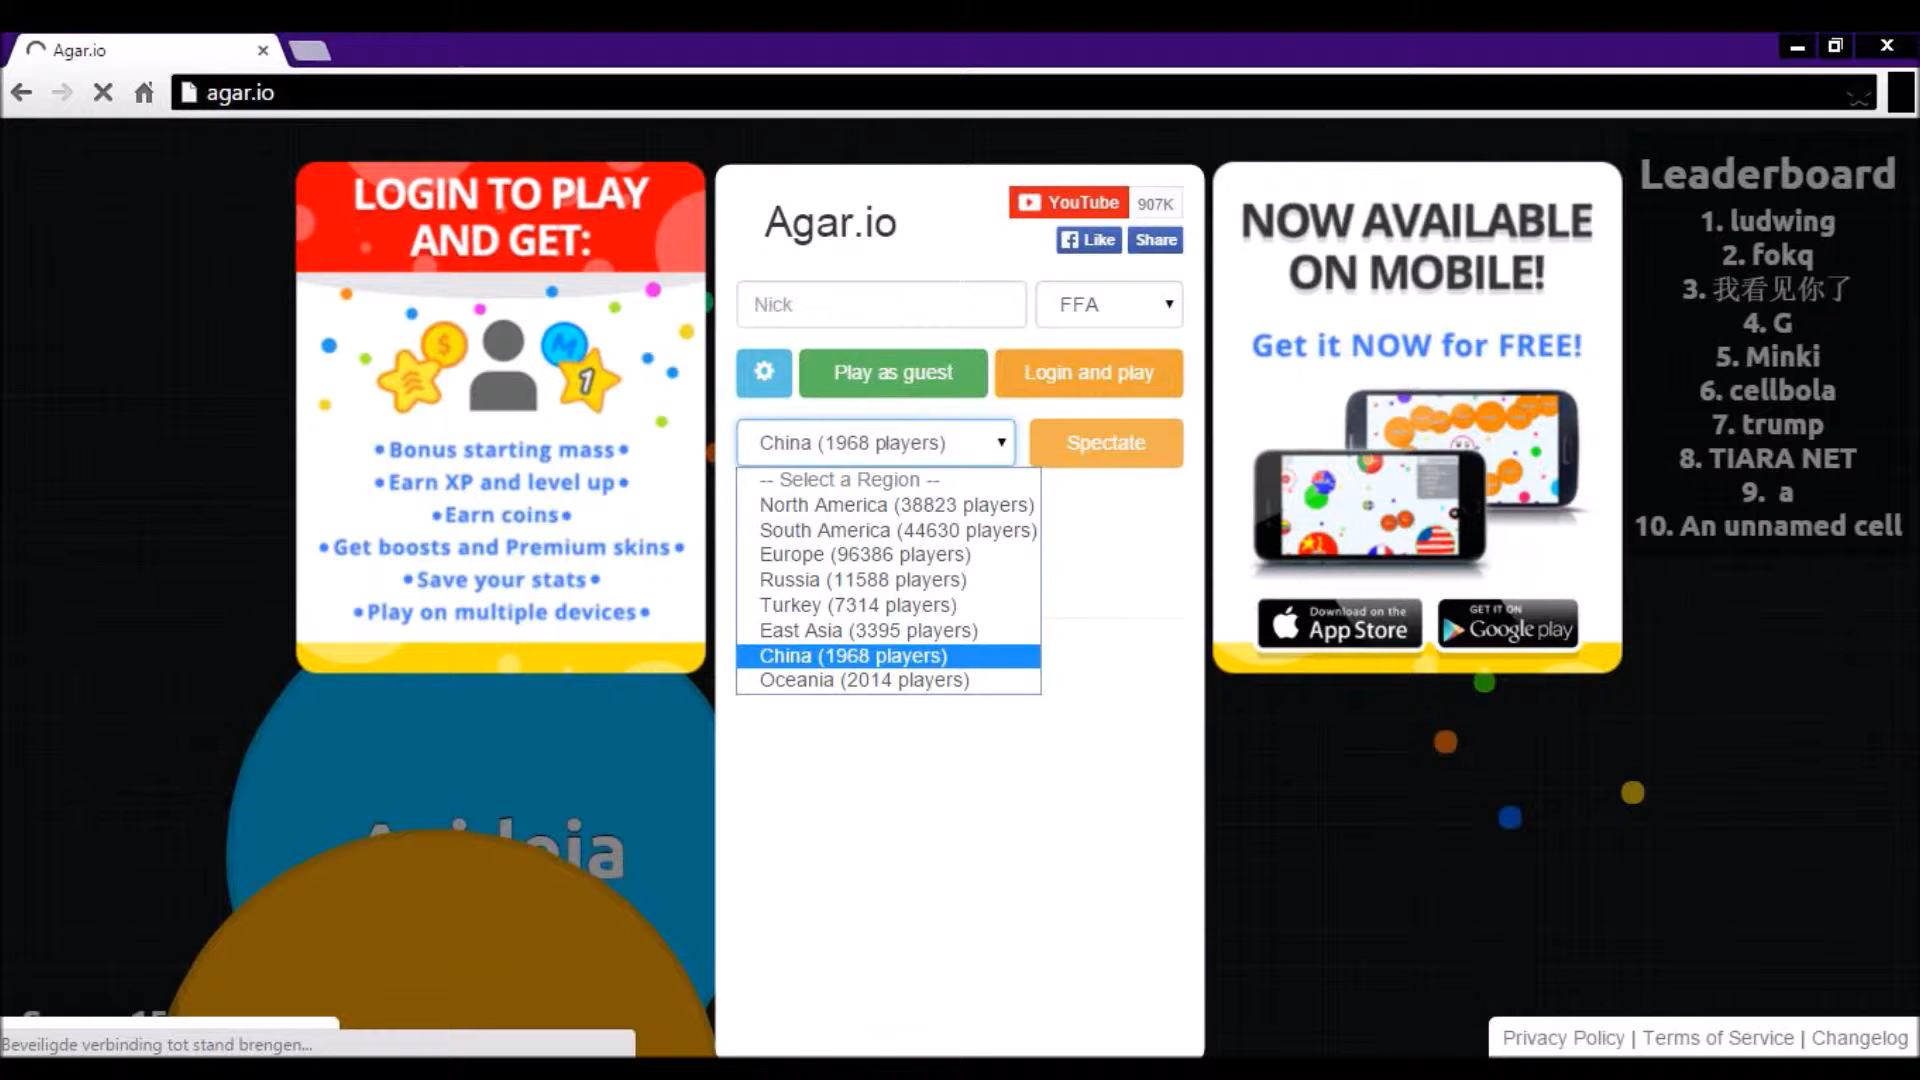 Agar.io
agar.io
LOGIN TO PLAY
AND GET:
$
1
•Bonus starting mass•
•Earn XP and level up•
•Earn coins•
•Get boosts and Premium skins•
•Save your stats•
•Play on multiple devices•
Agar.io
YouTube 907K
Like Share
Nick FFA
Play as guest Login and play
China (1968 players) Spectate
-- Select a Region --
North America (38823 players)
South America (44630 players)
Europe (96386 players)
Russia (11588 players)
Turkey (7314 players)
East Asia (3395 players)
China (1968 players)
Oceania (2014 players)
NOW AVAILABLE
ON MOBILE!
Get it NOW for FREE!
Download on the
App Store
GET IT ON
Google play
Leaderboard
1. ludwing
2. fokq
3. 我看见你了
4. G
5. Minki
6. cellbola
7. trump
8. TIARA NET
9. a
10. An unnamed cell
Beveiligde verbinding tot stand brengen...
Privacy Policy | Terms of Service | Changelog